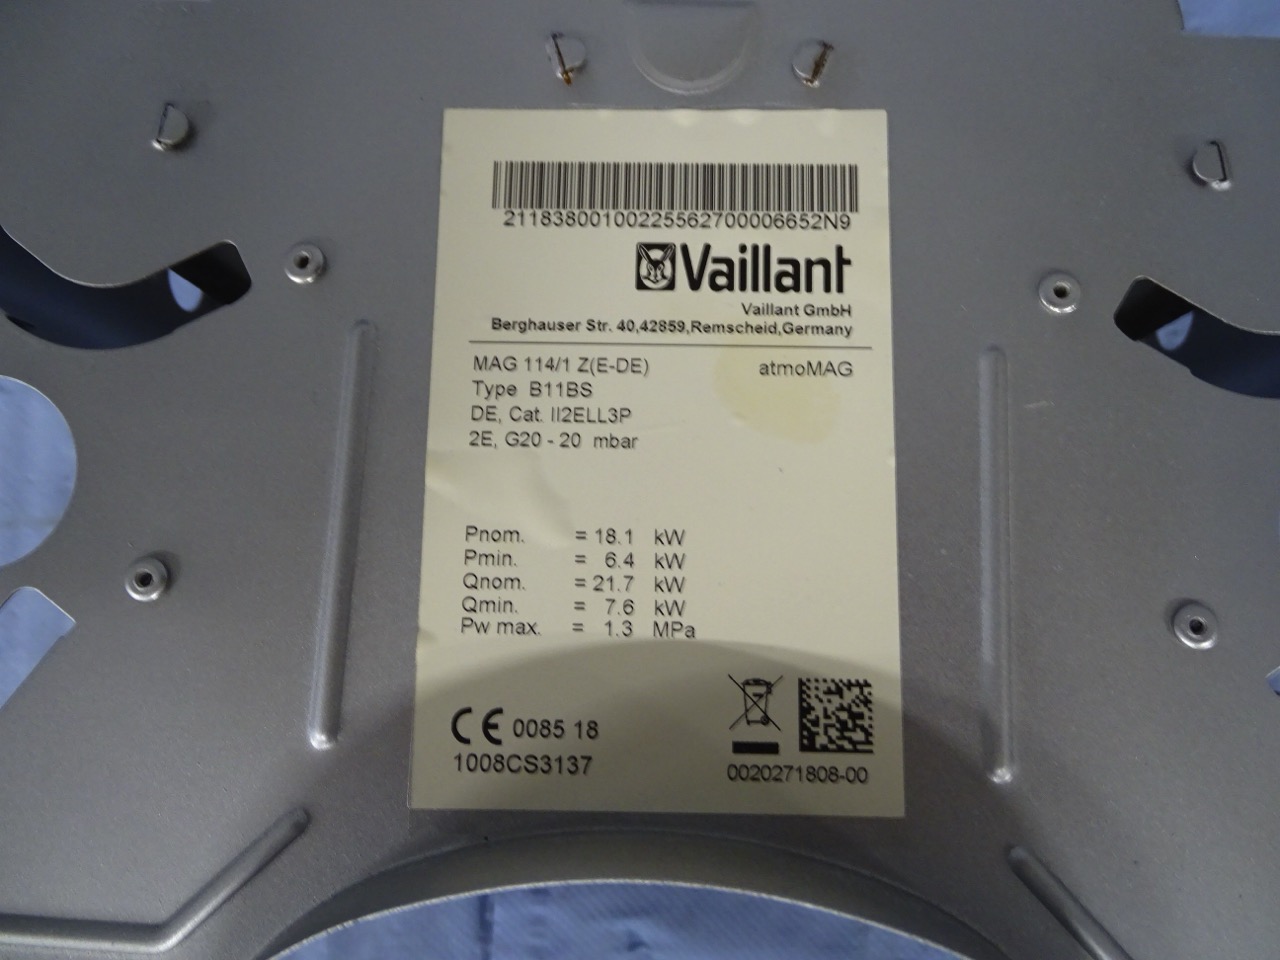 21183800100225562700006652N9
Vaillant
Vaillant GmbH
Berghauser Str. 40,42859,Remscheid,Germany
MAG 114/1 Z(E-DE) atmoMAG
Type B11BS
DE, Cat. II2ELL3P
2E, G20 - 20 mbar
Pnom. = 18.1 kW
Pmin. = 6.4 kW
Qnom. = 21.7 kW
Qmin. = 7.6 kW
Pw max. = 1.3 MPa
CE 0085 18
1008CS3137
0020271808-00